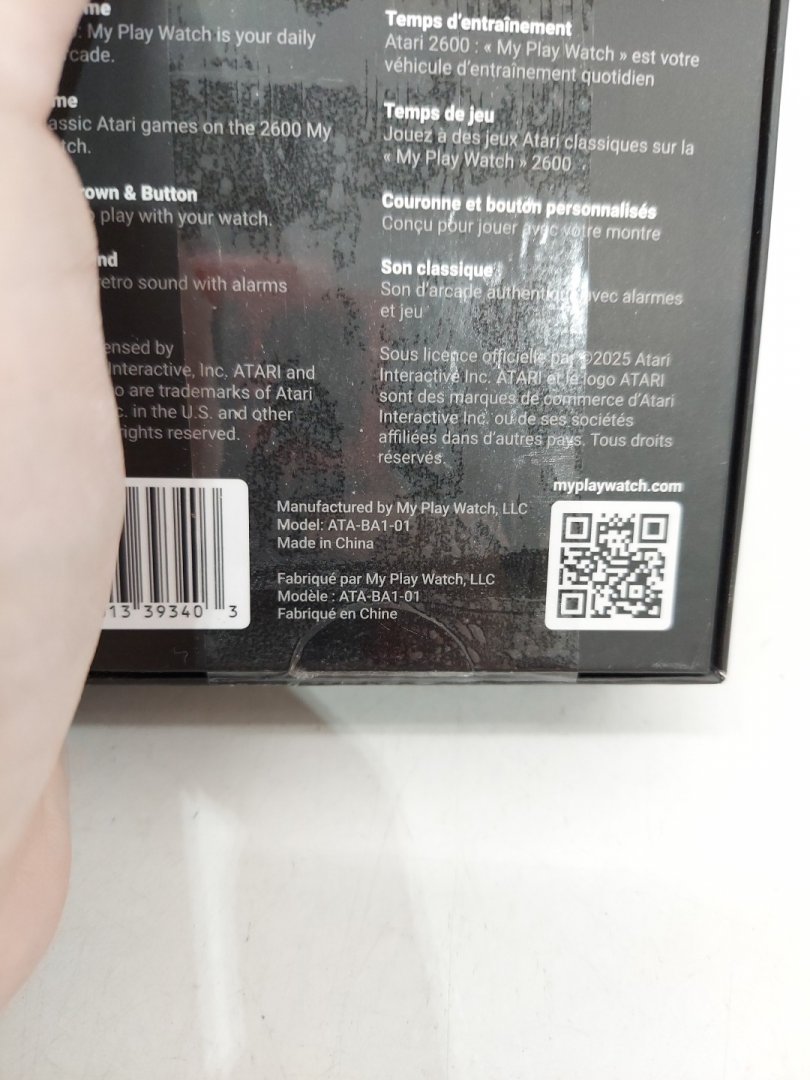 me
: My Play Watch is your daily
cade.
me
assic Atari games on the 2600 My
tch.
rown & Button
play with your watch.
nd
retro sound with alarms
ensed by
Interactive, Inc. ATARI and
o are trademarks of Atari
c. in the U.S. and other
rights reserved.
Temps d'entraînement
Atari 2600 : « My Play Watch » est votre
véhicule d'entraînement quotidien
Temps de jeu
Jouez à des jeux Atari classiques sur la
« My Play Watch » 2600
Couronne et bouton personnalisés
Conçu pour jouer avec votre montre
Son classique
Son d'arcade authentique avec alarmes
et jeu
Sous licence officielle par ©2025 Atari
Interactive Inc. ATARI et le logo ATARI
sont des marques de commerce d'Atari
Interactive Inc. ou de ses sociétés
affiliées dans d'autres pays. Tous droits
réservés.
13 39340 3
Manufactured by My Play Watch, LLC
Model: ATA-BA1-01
Made in China
Fabriqué par My Play Watch, LLC
Modèle : ATA-BA1-01
Fabriqué en Chine
myplaywatch.com